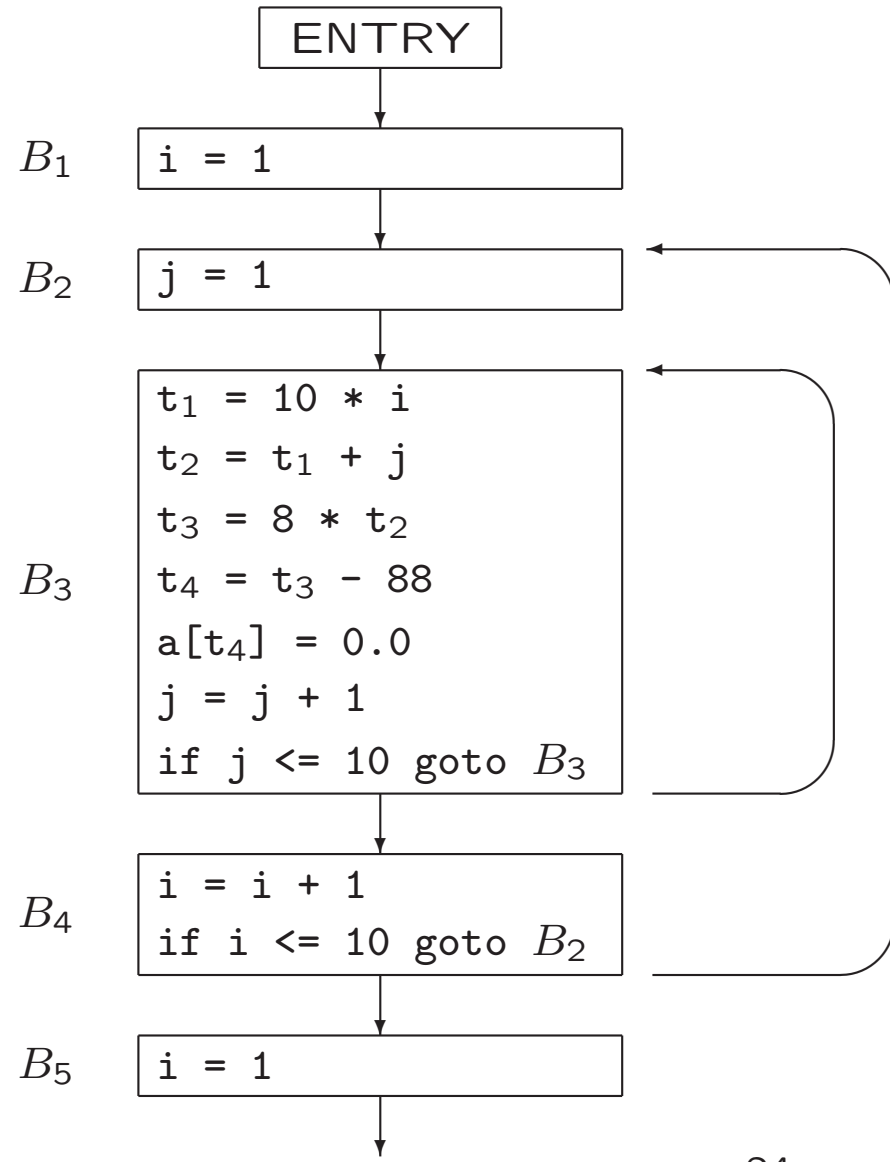 ENTRY
B₁ i = 1
B₂ j = 1
t₁ = 10 * i
t₂ = t₁ + j
t₃ = 8 * t₂
B₃ t₄ = t₃ - 88
a[t₄] = 0.0
j = j + 1
if j <= 10 goto B₃
i = i + 1
B₄
if i <= 10 goto B₂
B₅ i = 1